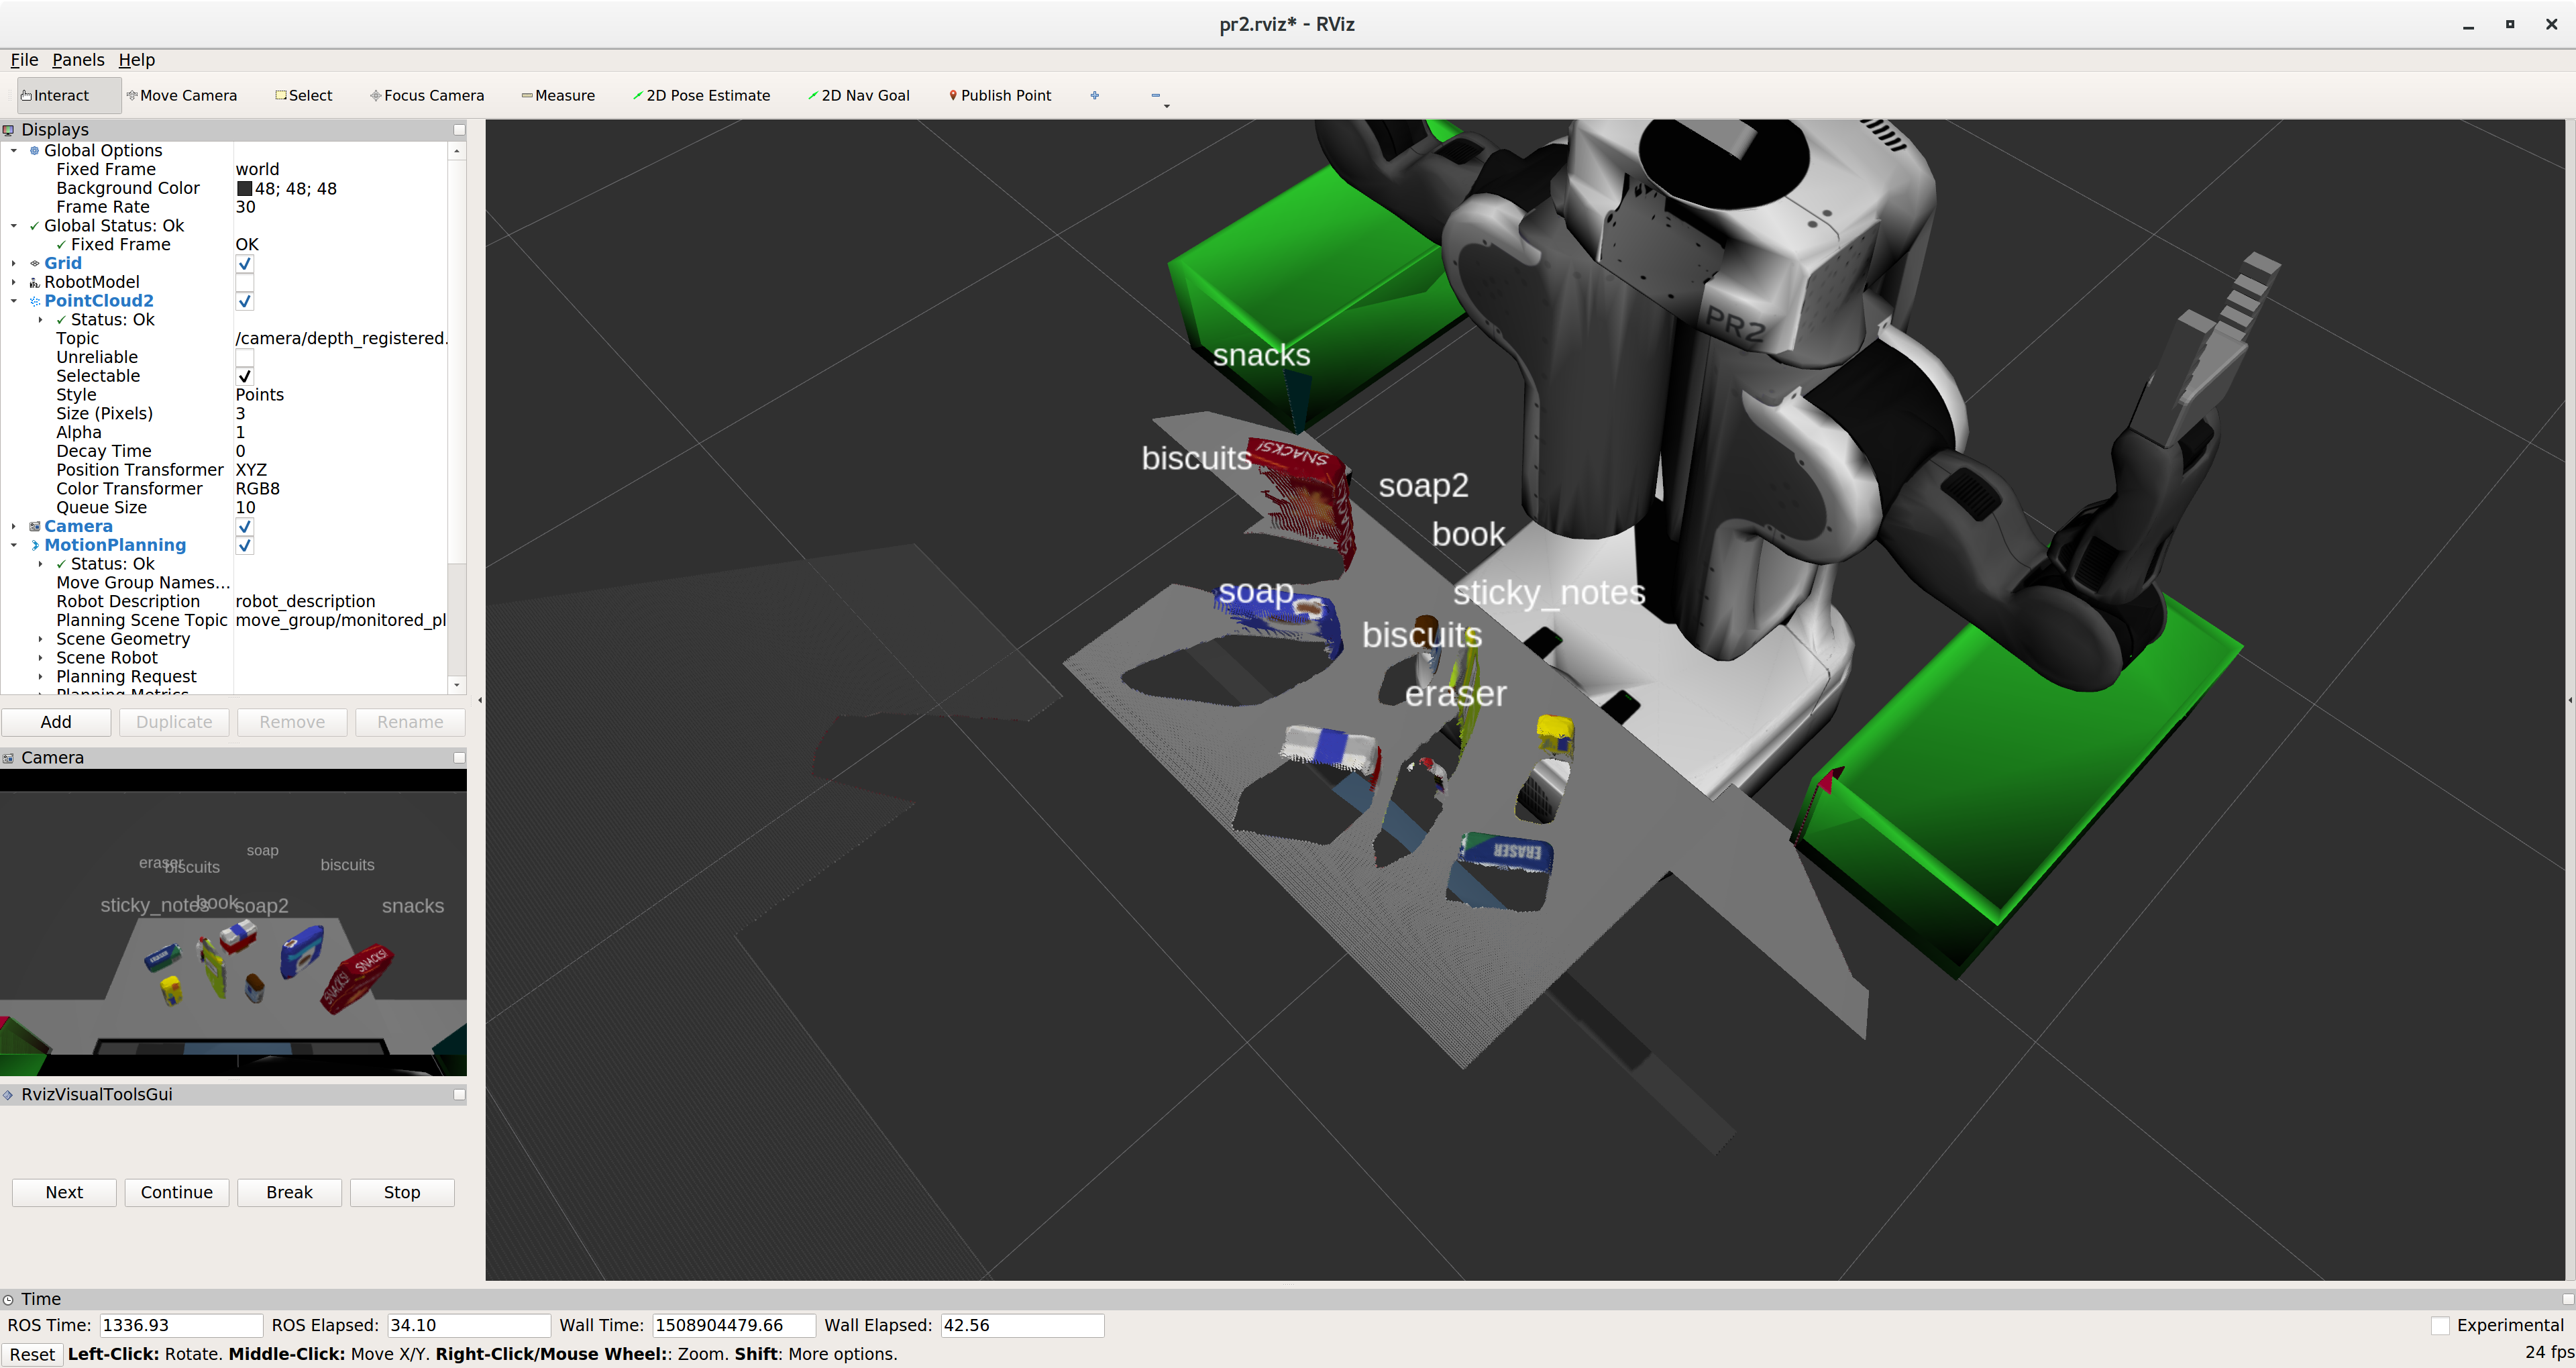 pr2.rviz* - RViz
File Panels Help
Interact Move Camera Select Focus Camera Measure 2D Pose Estimate 2D Nav Goal Publish Point
Displays
Global Options
Fixed Frame world
Background Color 48; 48; 48
Frame Rate 30
Global Status: Ok
Fixed Frame OK
Grid
RobotModel
PointCloud2
Status: Ok
Topic /camera/depth_registered.
Unreliable
Selectable
Style Points
Size (Pixels) 3
Alpha 1
Decay Time 0
Position Transformer XYZ
Color Transformer RGB8
Queue Size 10
Camera
MotionPlanning
Status: Ok
Move Group Names...
Robot Description robot_description
Planning Scene Topic move_group/monitored_pl
Scene Geometry
Scene Robot
Planning Request
Planning Metrics
Add Duplicate Remove Rename
Camera
eraser
biscuits
soap
biscuits
sticky_notes
book
soap2
snacks
ERASER
SNACKS!
SNACKS!
RvizVisualToolsGui
Next Continue Break Stop
PR2
snacks
biscuits
SNACKS!
SNACKS!
soap2
book
soap
sticky_notes
biscuits
eraser
ERASER
Time
ROS Time: 1336.93 ROS Elapsed: 34.10 Wall Time: 1508904479.66 Wall Elapsed: 42.56 Experimental
Reset Left-Click: Rotate. Middle-Click: Move X/Y. Right-Click/Mouse Wheel:: Zoom. Shift: More options. 24 fps